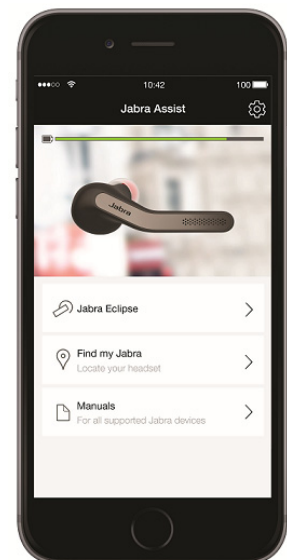 10:42
100
Jabra Assist
Jabra
Jabra Eclipse
Find my Jabra
Locate your headset
Manuals
For all supported Jabra devices